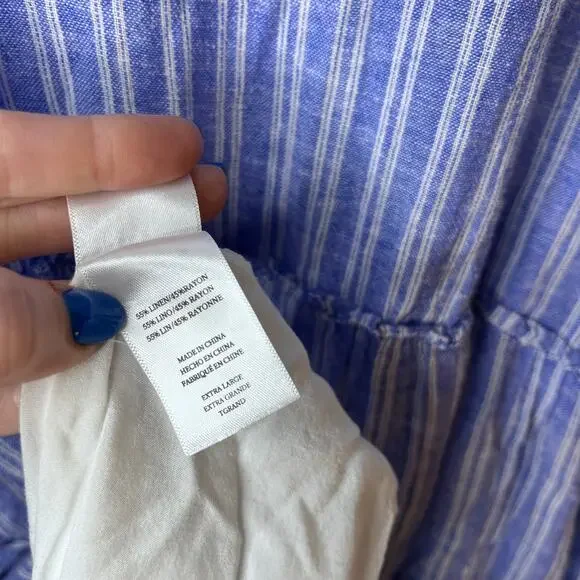 55% LINEN/45%RAYON
55% LINO/45% RAYON
55% LIN/45% RAYONNE
MADE IN CHINA
HECHO EN CHINA
FABRIQUÉ EN CHINE
EXTRA LARGE
EXTRA GRANDE
TGRAND